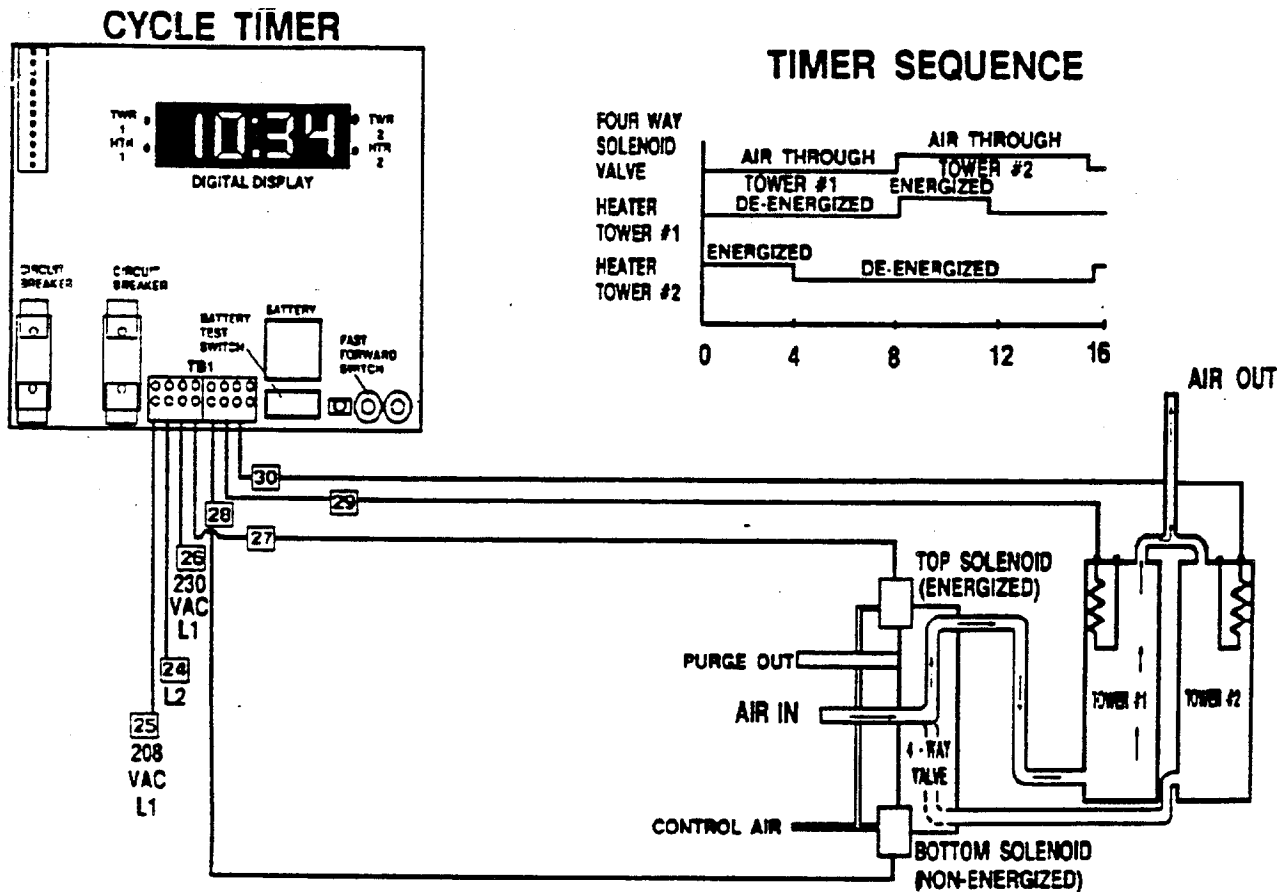 CYCLE TIMER
TWR
1
HTR
1
10:34
TWR
2
HTR
2
DIGITAL DISPLAY
CIRCUIT
BREAKER
CIRCUIT
BREAKER
BATTERY
TEST
SWITCH
BATTERY
FAST
FORWARD
SWITCH
TB1
TIMER SEQUENCE
FOUR WAY
SOLENOID
VALVE
AIR THROUGH
TOWER #1
AIR THROUGH
TOWER #2
HEATER
TOWER #1
DE-ENERGIZED
ENERGIZED
HEATER
TOWER #2
ENERGIZED
DE-ENERGIZED
0 4 8 12 16
AIR OUT
30
29
28
27
26
230
VAC
L1
24
L2
25
208
VAC
L1
TOP SOLENOID
(ENERGIZED)
PURGE OUT
AIR IN
4-WAY
VALVE
TOWER #1
TOWER #2
CONTROL AIR
BOTTOM SOLENOID
(NON-ENERGIZED)